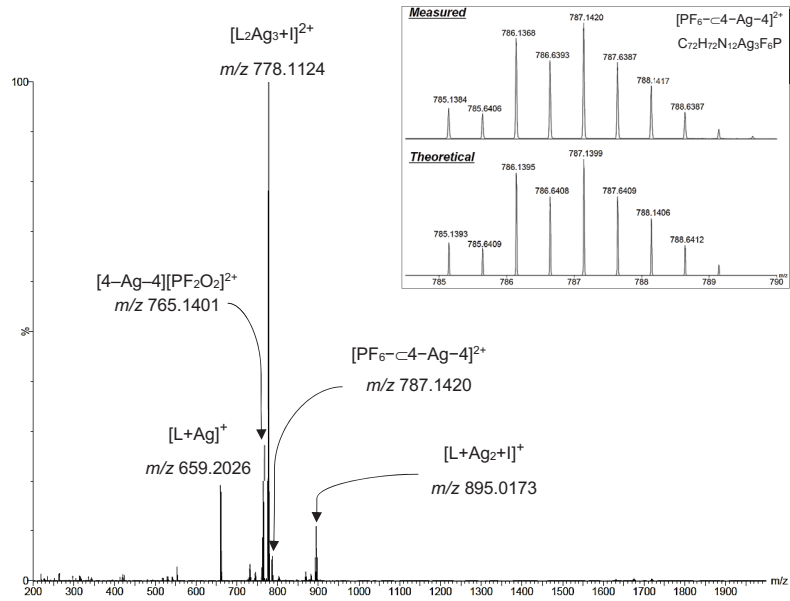 [L₂Ag₃+I]²⁺
m/z 778.1124
100
%
0
[4–Ag–4][PF₂O₂]²⁺
m/z 765.1401
[PF₆−⊂4−Ag−4]²⁺
m/z 787.1420
[L+Ag]⁺
m/z 659.2026
[L+Ag₂+I]⁺
m/z 895.0173
200 300 400 500 600 700 800 900 1000 1100 1200 1300 1400 1500 1600 1700 1800 1900 m/z
Measured
[PF₆−⊂4−Ag−4]²⁺
C₇₂H₇₂N₁₂Ag₃F₆P
785.1384
785.6406
786.1368
786.6393
787.1420
787.6387
788.1417
788.6387
Theoretical
785.1393
785.6409
786.1395
786.6408
787.1399
787.6409
788.1406
788.6412
785 786 787 788 789 790 m/z